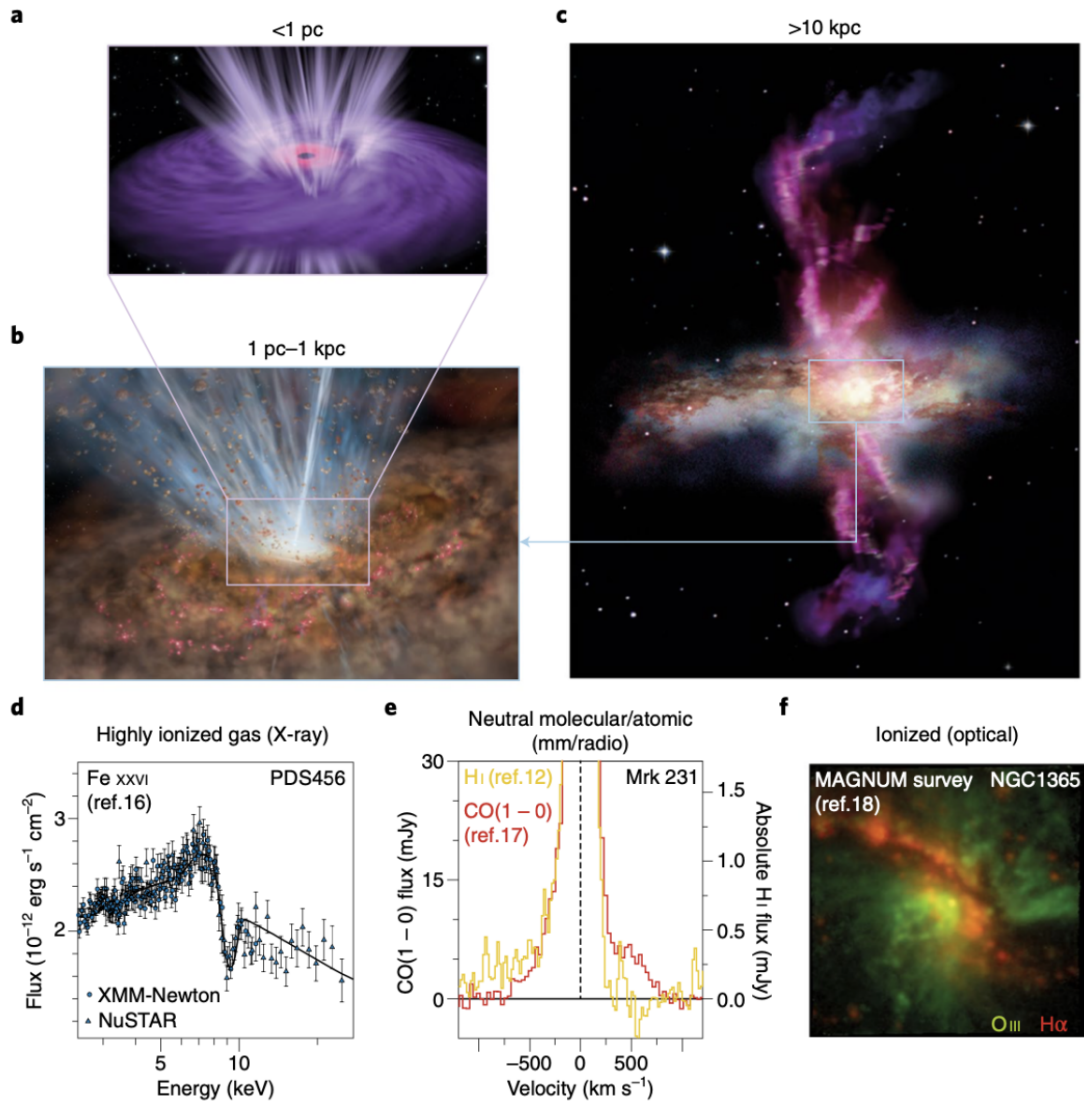 a
<1 pc
b
1 pc–1 kpc
c
>10 kpc
d
Highly ionized gas (X-ray)
Fe XXVI
(ref.16)
PDS456
3
2
Flux (10⁻¹² erg s⁻¹ cm⁻²)
XMM-Newton
NuSTAR
5
10
Energy (keV)
e
Neutral molecular/atomic
(mm/radio)
H I (ref.12)
CO(1 – 0)
(ref.17)
Mrk 231
30
15
0
CO(1 – 0) flux (mJy)
1.5
1.0
0.5
0.0
Absolute H I flux (mJy)
–500
0
500
Velocity (km s⁻¹)
f
Ionized (optical)
MAGNUM survey
(ref.18)
NGC1365
O III
Hα